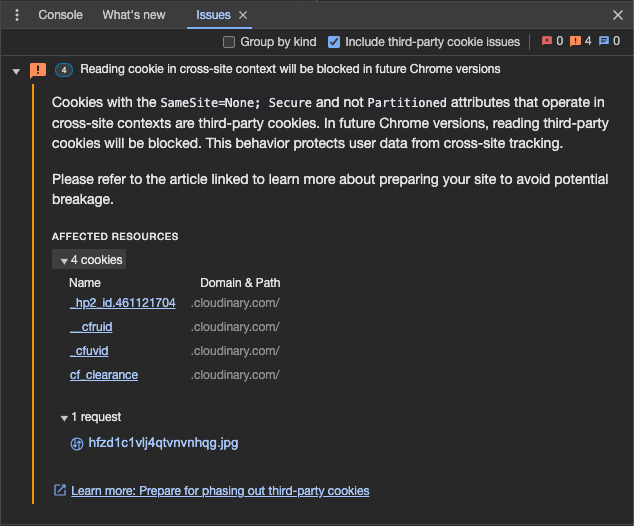 Console What's new Issues
Group by kind Include third-party cookie issues 0 4 0
4 Reading cookie in cross-site context will be blocked in future Chrome versions
Cookies with the SameSite=None; Secure and not Partitioned attributes that operate in
cross-site contexts are third-party cookies. In future Chrome versions, reading third-party
cookies will be blocked. This behavior protects user data from cross-site tracking.
Please refer to the article linked to learn more about preparing your site to avoid potential
breakage.
AFFECTED RESOURCES
4 cookies
Name Domain & Path
_hp2_id.461121704 .cloudinary.com/
__cfruid .cloudinary.com/
_cfuvid .cloudinary.com/
cf_clearance .cloudinary.com/
1 request
hfzd1c1vlj4qtvnvnhqg.jpg
Learn more: Prepare for phasing out third-party cookies